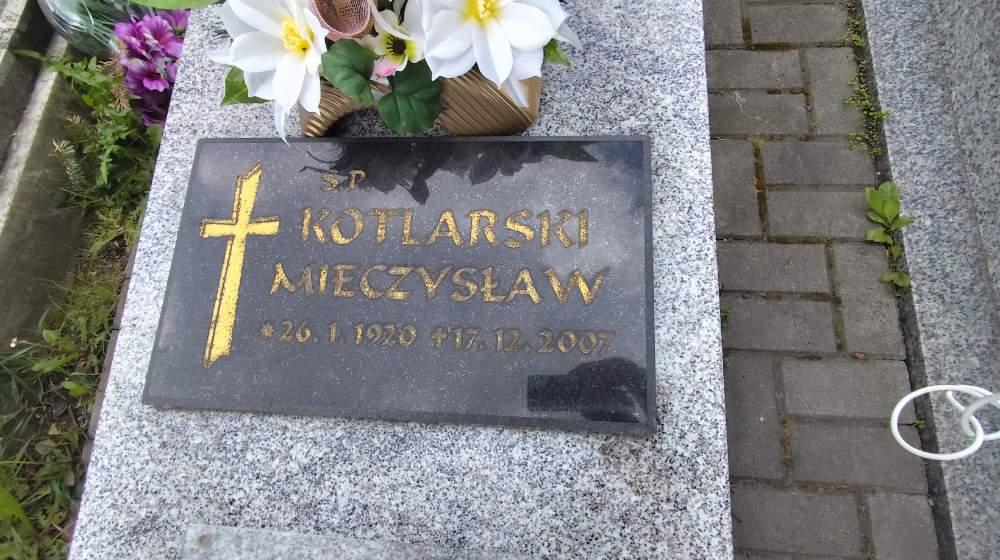 Ś.P.
KOTLARSKI
MIECZYSŁAW
*26.1.1920 ✝17.12.2007